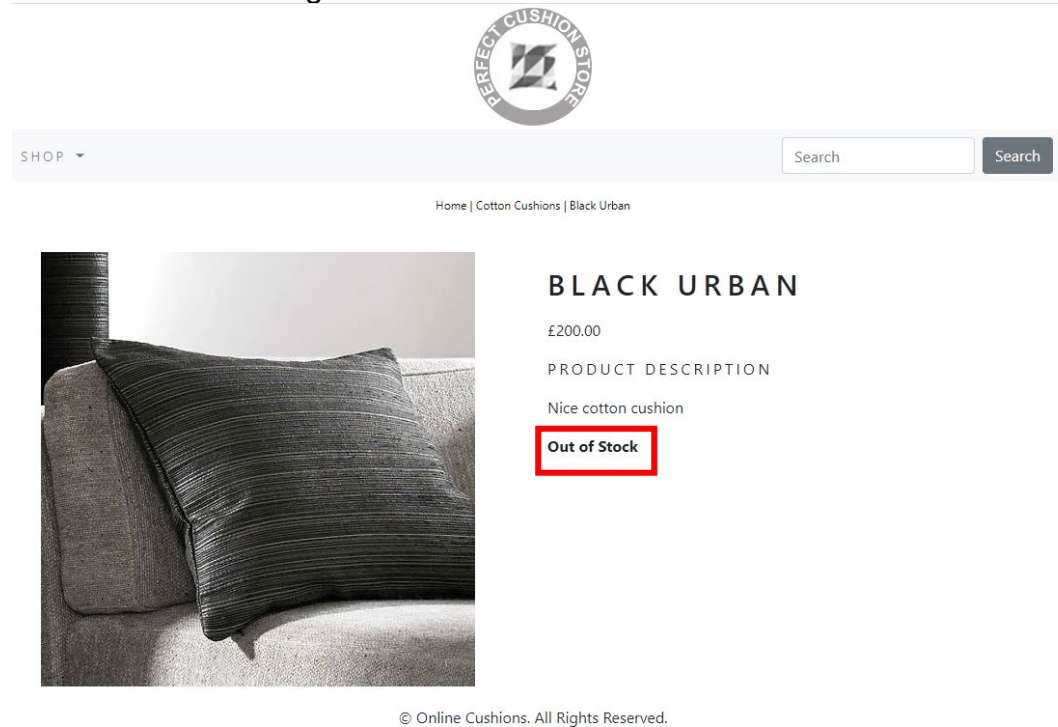 PERFECT CUSHION STORE
SHOP
Search
Search
Home | Cotton Cushions | Black Urban
BLACK URBAN
£200.00
PRODUCT DESCRIPTION
Nice cotton cushion
Out of Stock
© Online Cushions. All Rights Reserved.